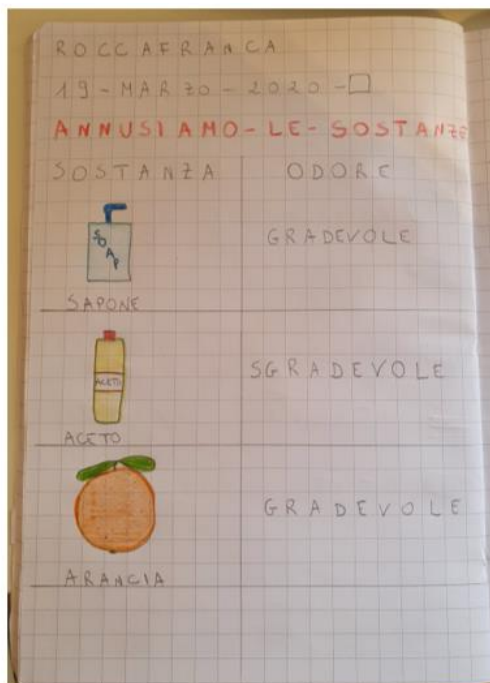 ROCCAFRANCA
19-MARZO-2020-
ANNUSIAMO-LE-SOSTANZE
SOSTANZA ODORE
SOAP
GRADEVOLE
SAPONE
ACETO
SGRADEVOLE
ACETO
GRADEVOLE
ARANCIA